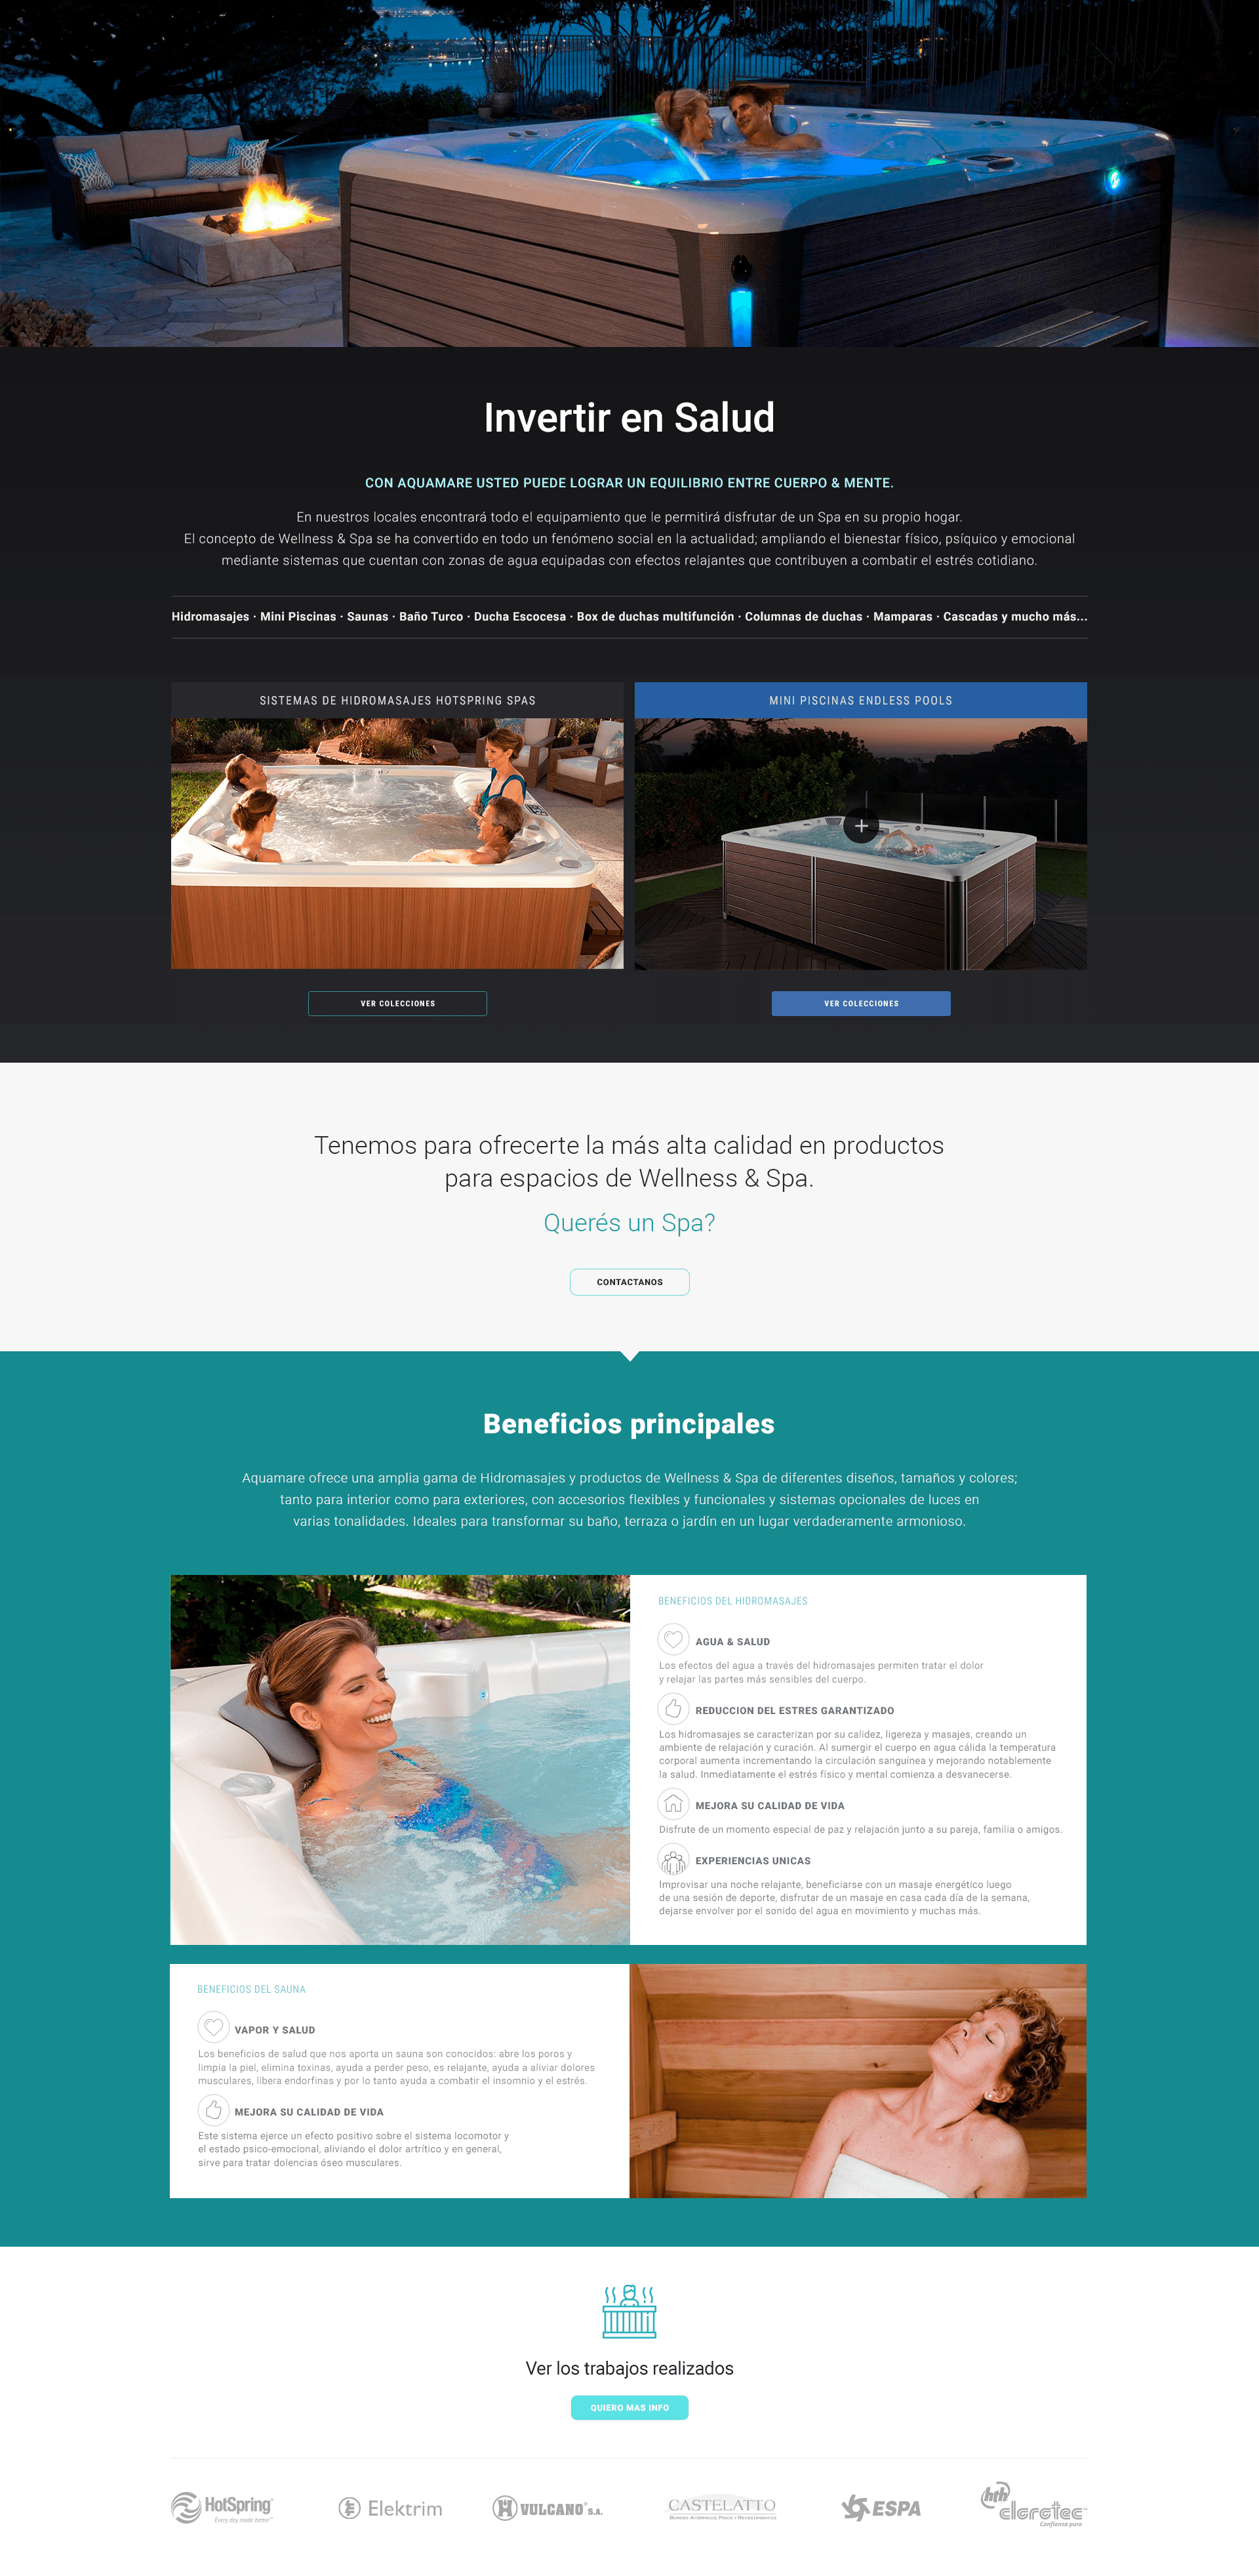 Invertir en Salud
CON AQUAMARE USTED PUEDE LOGRAR UN EQUILIBRIO ENTRE CUERPO & MENTE.
En nuestros locales encontrará todo el equipamiento que le permitirá disfrutar de un Spa en su propio hogar.
El concepto de Wellness & Spa se ha convertido en todo un fenómeno social en la actualidad; ampliando el bienestar físico, psíquico y emocional
mediante sistemas que cuentan con zonas de agua equipadas con efectos relajantes que contribuyen a combatir el estrés cotidiano.
Hidromasajes · Mini Piscinas · Saunas · Baño Turco · Ducha Escocesa · Box de duchas multifunción · Columnas de duchas · Mamparas · Cascadas y mucho más...
SISTEMAS DE HIDROMASAJES HOTSPRING SPAS
MINI PISCINAS ENDLESS POOLS
VER COLECCIONES
VER COLECCIONES
Tenemos para ofrecerte la más alta calidad en productos
para espacios de Wellness & Spa.
Querés un Spa?
CONTACTANOS
Beneficios principales
Aquamare ofrece una amplia gama de Hidromasajes y productos de Wellness & Spa de diferentes diseños, tamaños y colores;
tanto para interior como para exteriores, con accesorios flexibles y funcionales y sistemas opcionales de luces en
varias tonalidades. Ideales para transformar su baño, terraza o jardín en un lugar verdaderamente armonioso.
BENEFICIOS DEL HIDROMASAJES
AGUA & SALUD
Los efectos del agua a través del hidromasajes permiten tratar el dolor
y relajar las partes más sensibles del cuerpo.
REDUCCION DEL ESTRES GARANTIZADO
Los hidromasajes se caracterizan por su calidez, ligereza y masajes, creando un
ambiente de relajación y curación. Al sumergir el cuerpo en agua cálida la temperatura
corporal aumenta incrementando la circulación sanguínea y mejorando notablemente
la salud. Inmediatamente el estrés físico y mental comienza a desvanecerse.
MEJORA SU CALIDAD DE VIDA
Disfrute de un momento especial de paz y relajación junto a su pareja, familia o amigos.
EXPERIENCIAS UNICAS
Improvisar una noche relajante, beneficiarse con un masaje energético luego
de una sesión de deporte, disfrutar de un masaje en casa cada día de la semana,
dejarse envolver por el sonido del agua en movimiento y muchas más.
BENEFICIOS DEL SAUNA
VAPOR Y SALUD
Los beneficios de salud que nos aporta un sauna son conocidos: abre los poros y
limpia la piel, elimina toxinas, ayuda a perder peso, es relajante, ayuda a aliviar dolores
musculares, libera endorfinas y por lo tanto ayuda a combatir el insomnio y el estrés.
MEJORA SU CALIDAD DE VIDA
Este sistema ejerce un efecto positivo sobre el sistema locomotor y
el estado psico-emocional, aliviando el dolor artrítico y en general,
sirve para tratar dolencias óseo musculares.
Ver los trabajos realizados
QUIERO MAS INFO
HotSpring
Every day made better™
Elektrim
VULCANO® S.A.
CASTELATTO
Bordes Atérmicos, Pisos y Revestimientos
ESPA
hth
clorotec
Confianza pura